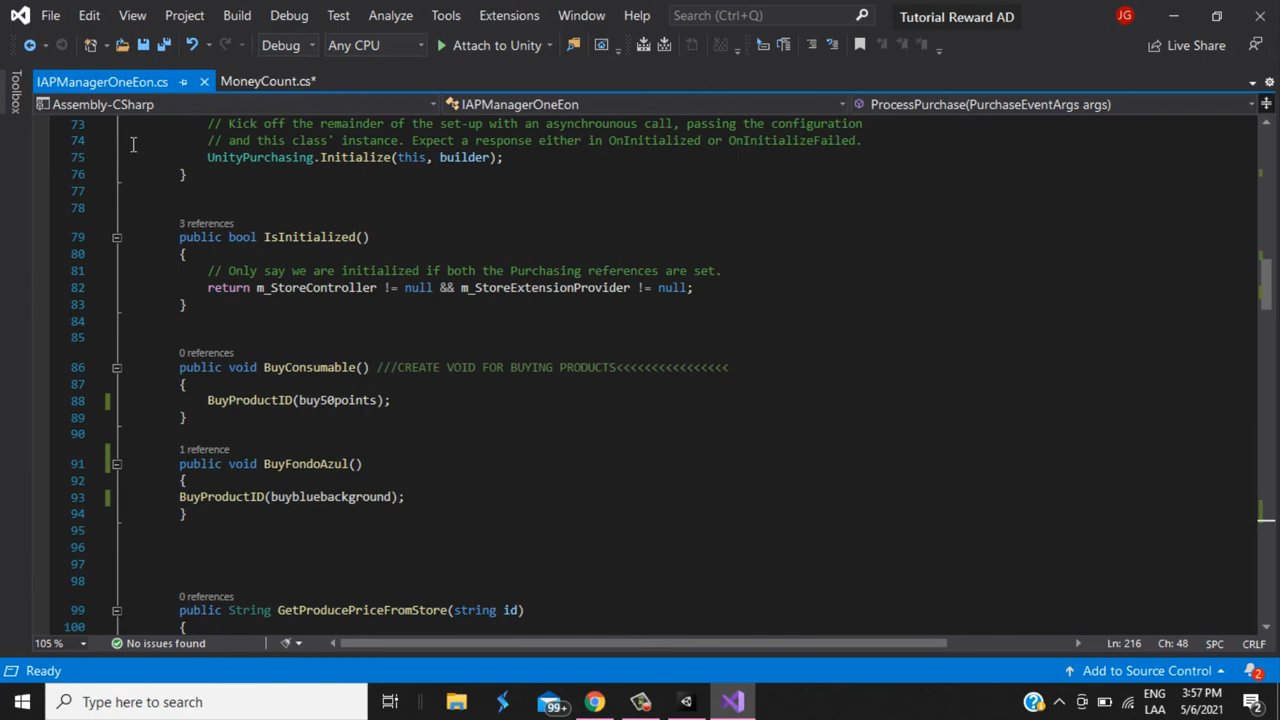 File Edit View Project Build Debug Test Analyze Tools Extensions Window Help Search (Ctrl+Q) Tutorial Reward AD JG
Debug Any CPU Attach to Unity Live Share
Toolbox
IAPManagerOneEon.cs MoneyCount.cs*
Assembly-CSharp IAPManagerOneEon ProcessPurchase(PurchaseEventArgs args)
73 // Kick off the remainder of the set-up with an asynchrounous call, passing the configuration
74 // and this class' instance. Expect a response either in OnInitialized or OnInitializeFailed.
75 UnityPurchasing.Initialize(this, builder);
76 }
77
78
3 references
79 public bool IsInitialized()
80 {
81 // Only say we are initialized if both the Purchasing references are set.
82 return m_StoreController != null && m_StoreExtensionProvider != null;
83 }
84
85
0 references
86 public void BuyConsumable() ///CREATE VOID FOR BUYING PRODUCTS<<<<<<<<<<<<<<<<
87 {
88 BuyProductID(buy50points);
89 }
90
1 reference
91 public void BuyFondoAzul()
92 {
93 BuyProductID(buybluebackground);
94 }
95
96
97
98
0 references
99 public String GetProducePriceFromStore(string id)
100 {
105 % No issues found Ln: 216 Ch: 48 SPC CRLF
Ready Add to Source Control 2
Type here to search 99+ ENG LAA 3:57 PM 5/6/2021 2